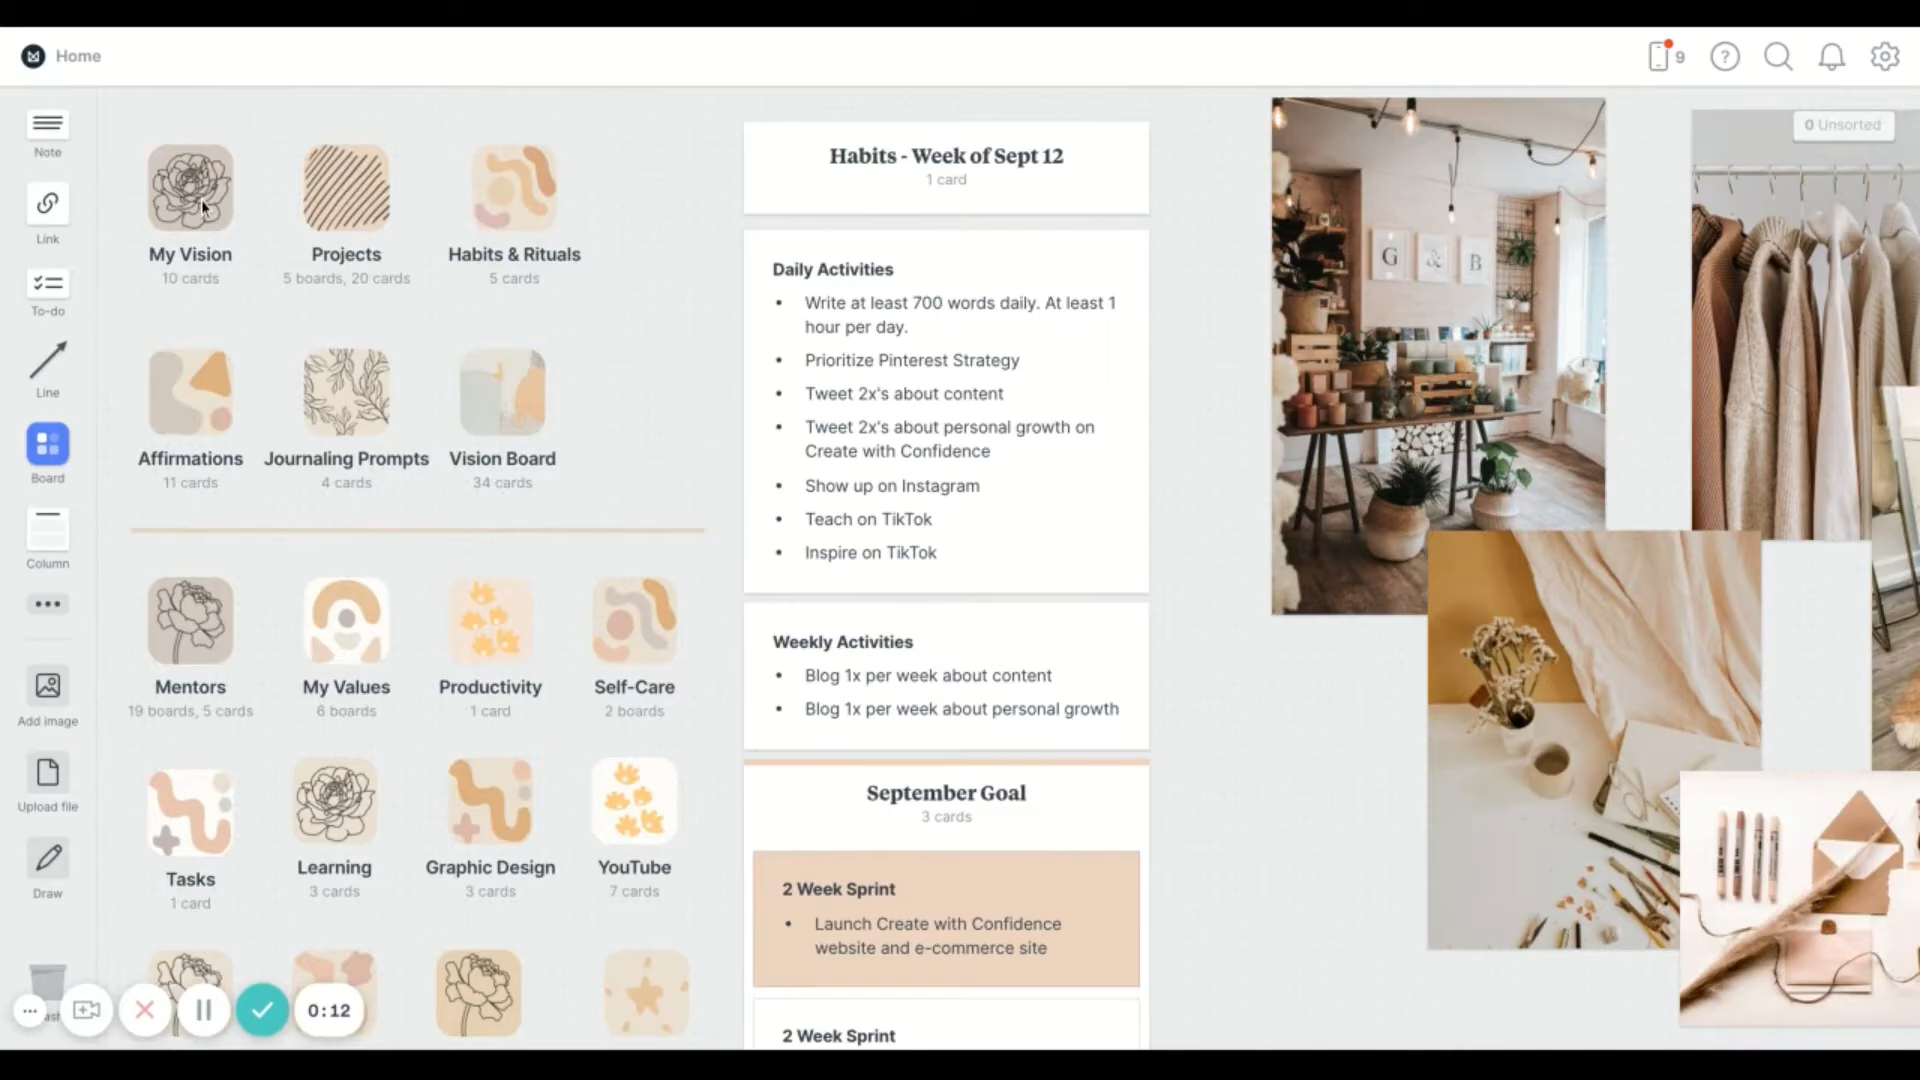 Home
9
?
Note
Link
To-do
Line
Board
Column
Add image
Upload file
Draw
0:12
My Vision
10 cards
Projects
5 boards, 20 cards
Habits & Rituals
5 cards
Affirmations
11 cards
Journaling Prompts
4 cards
Vision Board
34 cards
Mentors
19 boards, 5 cards
My Values
6 boards
Productivity
1 card
Self-Care
2 boards
Tasks
1 card
Learning
3 cards
Graphic Design
3 cards
YouTube
7 cards
Habits - Week of Sept 12
1 card
Daily Activities
• Write at least 700 words daily. At least 1
hour per day.
• Prioritize Pinterest Strategy
• Tweet 2x's about content
• Tweet 2x's about personal growth on
Create with Confidence
• Show up on Instagram
• Teach on TikTok
• Inspire on TikTok
Weekly Activities
• Blog 1x per week about content
• Blog 1x per week about personal growth
September Goal
3 cards
2 Week Sprint
• Launch Create with Confidence
website and e-commerce site
2 Week Sprint
G & B
0 Unsorted